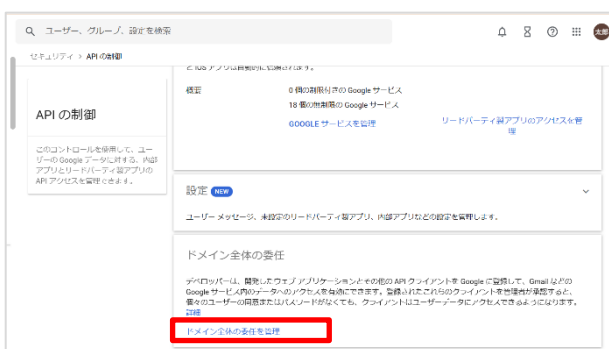 ユーザー、グループ、設定を検索
太郎
セキュリティ > API の制御
と iOS アプリは自動的に信頼されます。
概要
0 個の制限付きの Google サービス
18 個の無制限の Google サービス
GOOGLE サービスを管理
サードパーティ製アプリのアクセスを管
理
API の制御
このコントロールを使用して、ユー
ザーの Google データに対する、内部
アプリとサードパーティ製アプリの
API アクセスを管理できます。
設定 NEW
ユーザー メッセージ、未設定のサードパーティ製アプリ、内部アプリなどの設定を管理します。
ドメイン全体の委任
デベロッパーは、開発したウェブ アプリケーションとその他の API クライアントを Google に登録して、Gmail などの
Google サービス内のデータへのアクセスを有効にできます。登録されたこれらのクライアントを管理者が承認すると、
個々のユーザーの同意またはパスワードがなくても、クライアントはユーザーデータにアクセスできるようになります。
詳細
ドメイン全体の委任を管理